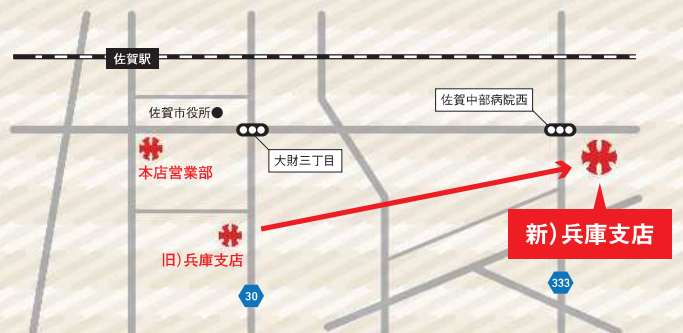 佐賀駅
佐賀市役所
佐賀中部病院西
大財三丁目
本店営業部
旧）兵庫支店
新）兵庫支店
30
333